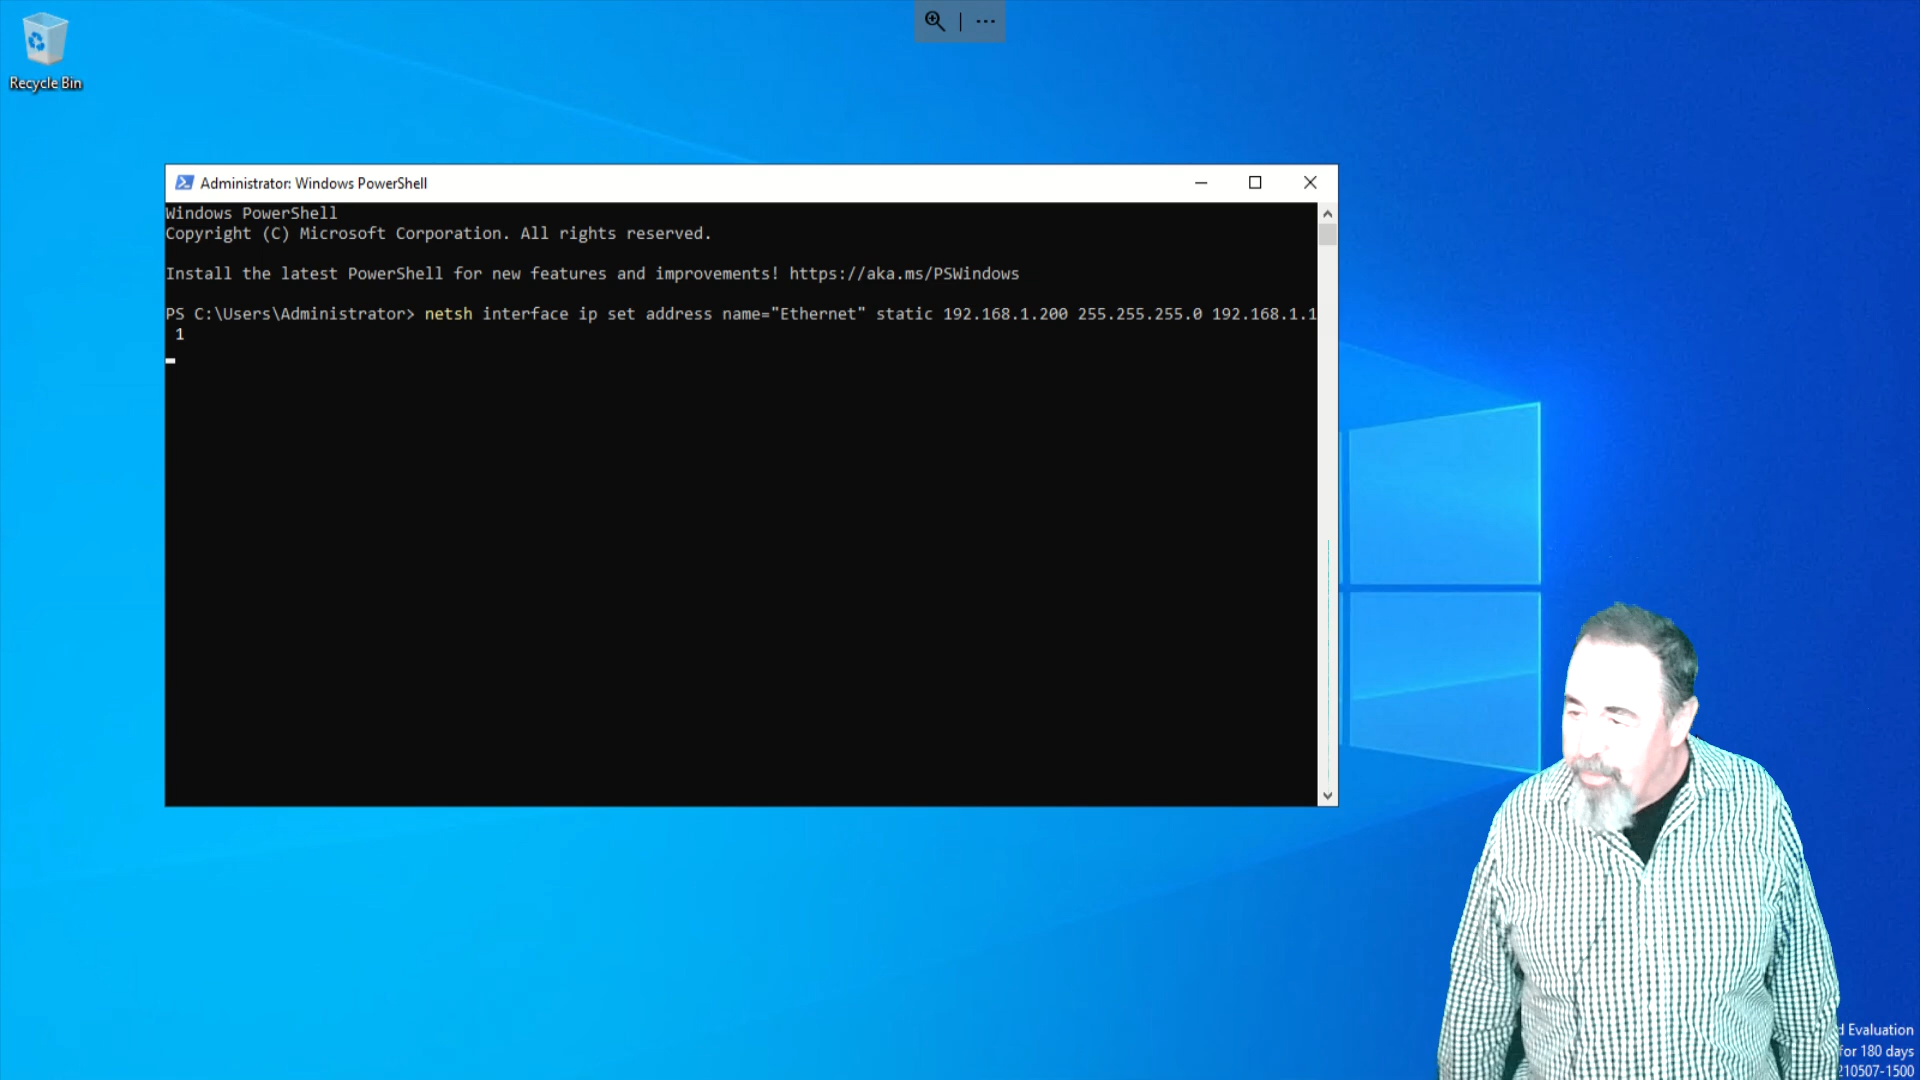 Recycle Bin
Administrator: Windows PowerShell
Windows PowerShell
Copyright (C) Microsoft Corporation. All rights reserved.
Install the latest PowerShell for new features and improvements! https://aka.ms/PSWindows
PS C:\Users\Administrator> netsh interface ip set address name="Ethernet" static 192.168.1.200 255.255.255.0 192.168.1.1
1
Evaluation
for 180 days
210507-1500